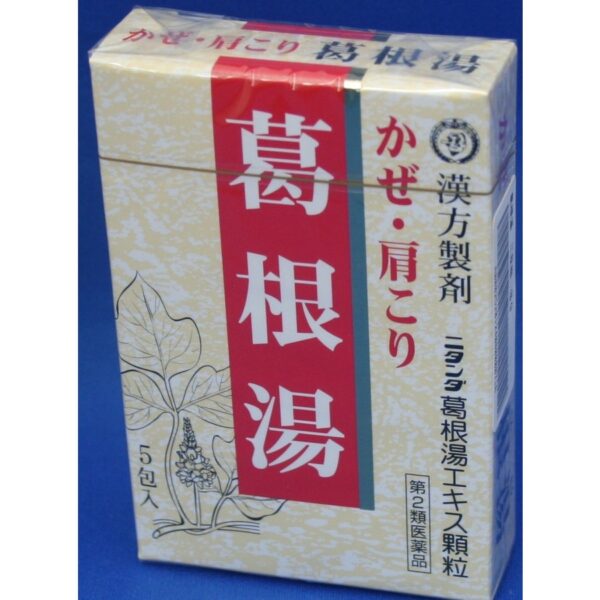 かぜ・肩こり 葛根湯
漢方製剤
ニタンダ葛根湯エキス顆粒
第2類医薬品
かぜ・肩こり
葛根湯
5包入